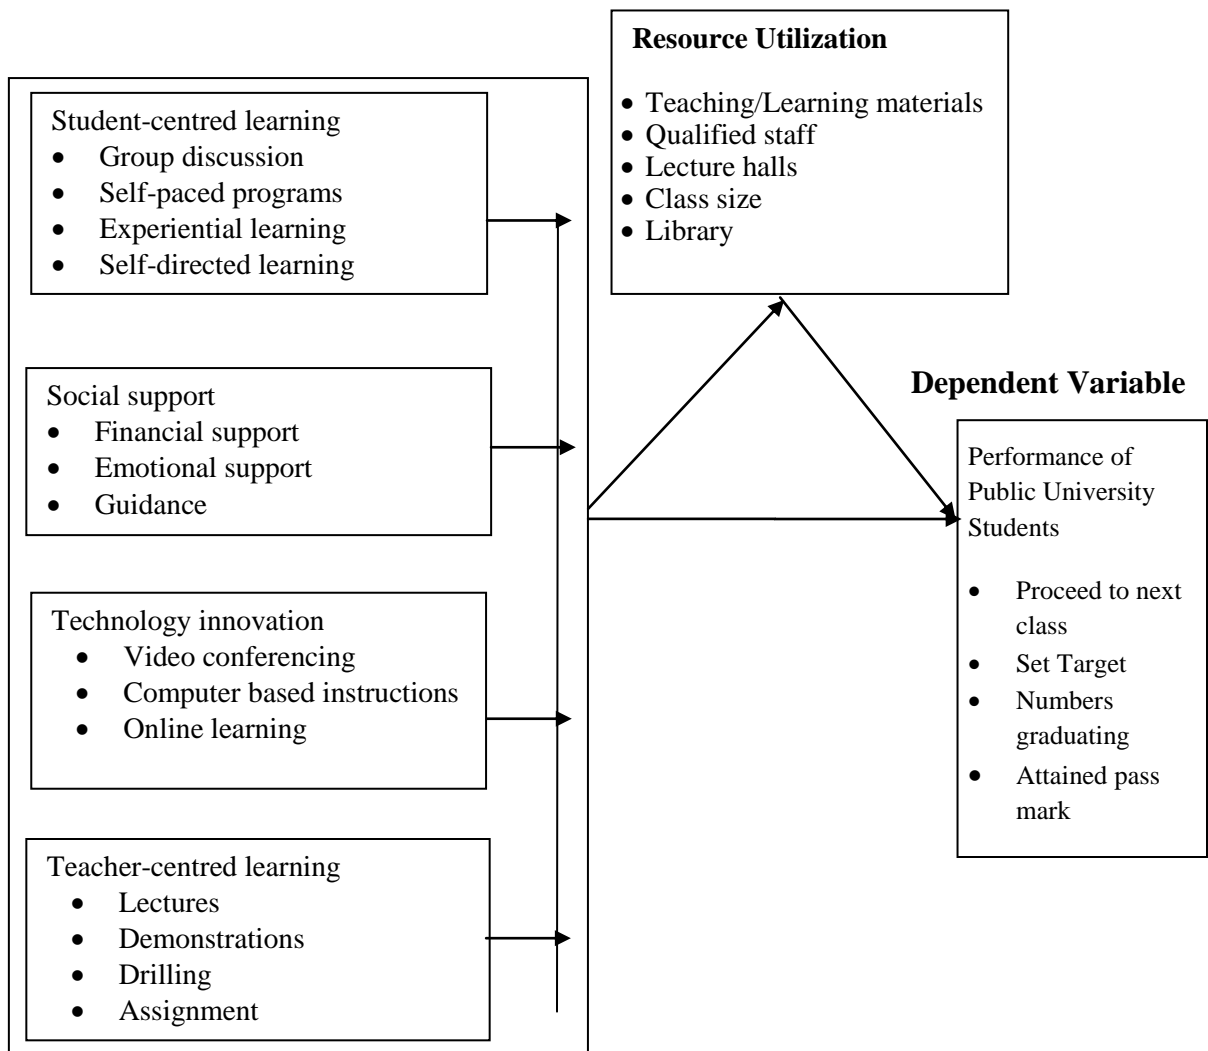 Resource Utilization
• Teaching/Learning materials
• Qualified staff
• Lecture halls
• Class size
• Library
Student-centred learning
• Group discussion
• Self-paced programs
• Experiential learning
• Self-directed learning
Social support
• Financial support
• Emotional support
• Guidance
Technology innovation
• Video conferencing
• Computer based instructions
• Online learning
Teacher-centred learning
• Lectures
• Demonstrations
• Drilling
• Assignment
Dependent Variable
Performance of
Public University
Students
• Proceed to next
class
• Set Target
• Numbers
graduating
• Attained pass
mark